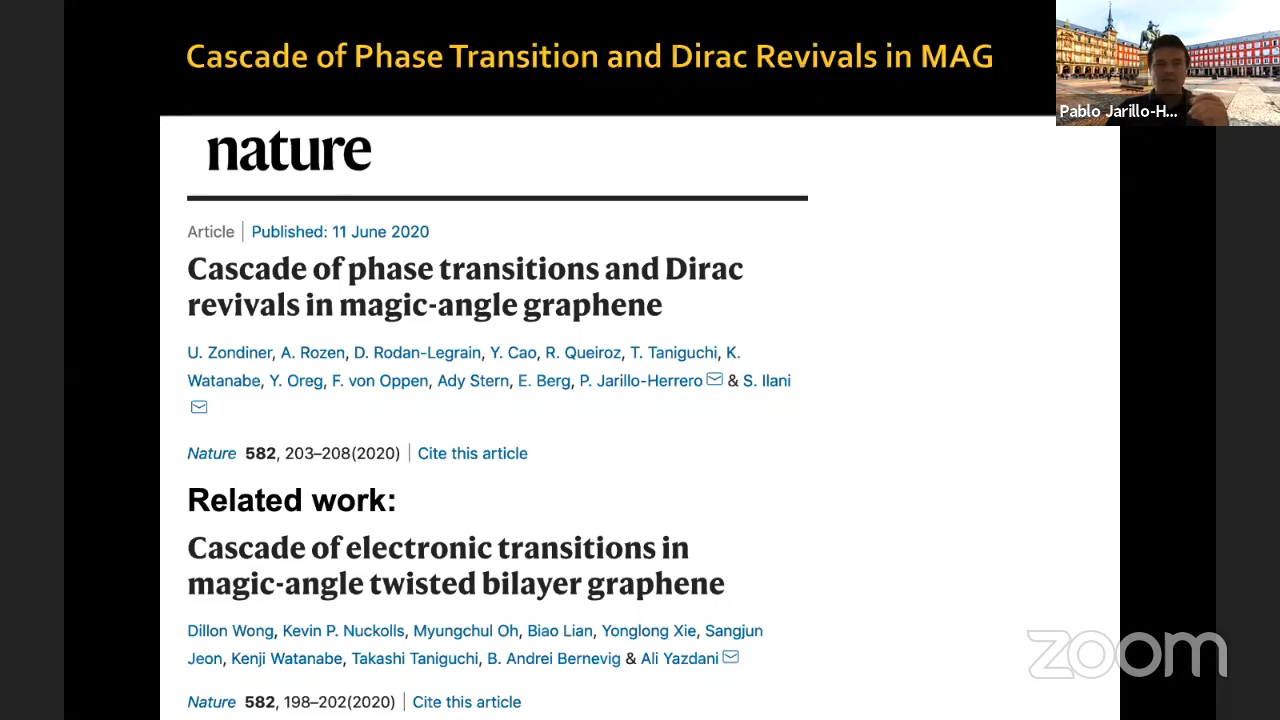 Cascade of Phase Transition and Dirac Revivals in MAG
Pablo Jarillo-H...
nature
Article | Published: 11 June 2020
Cascade of phase transitions and Dirac
revivals in magic-angle graphene
U. Zondiner, A. Rozen, D. Rodan-Legrain, Y. Cao, R. Queiroz, T. Taniguchi, K.
Watanabe, Y. Oreg, F. von Oppen, Ady Stern, E. Berg, P. Jarillo-Herrero & S. Ilani
Nature 582, 203–208(2020) | Cite this article
Related work:
Cascade of electronic transitions in
magic-angle twisted bilayer graphene
Dillon Wong, Kevin P. Nuckolls, Myungchul Oh, Biao Lian, Yonglong Xie, Sangjun
Jeon, Kenji Watanabe, Takashi Taniguchi, B. Andrei Bernevig & Ali Yazdani
Nature 582, 198–202(2020) | Cite this article
zoom